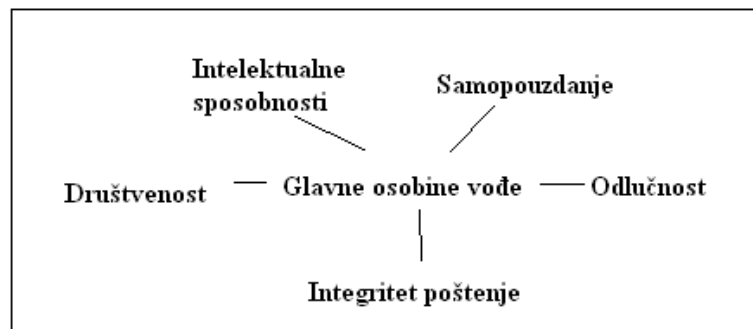 Intelektualne
sposobnosti
Samopouzdanje
Društvenost
Glavne osobine vođe
Odlučnost
Integritet poštenje